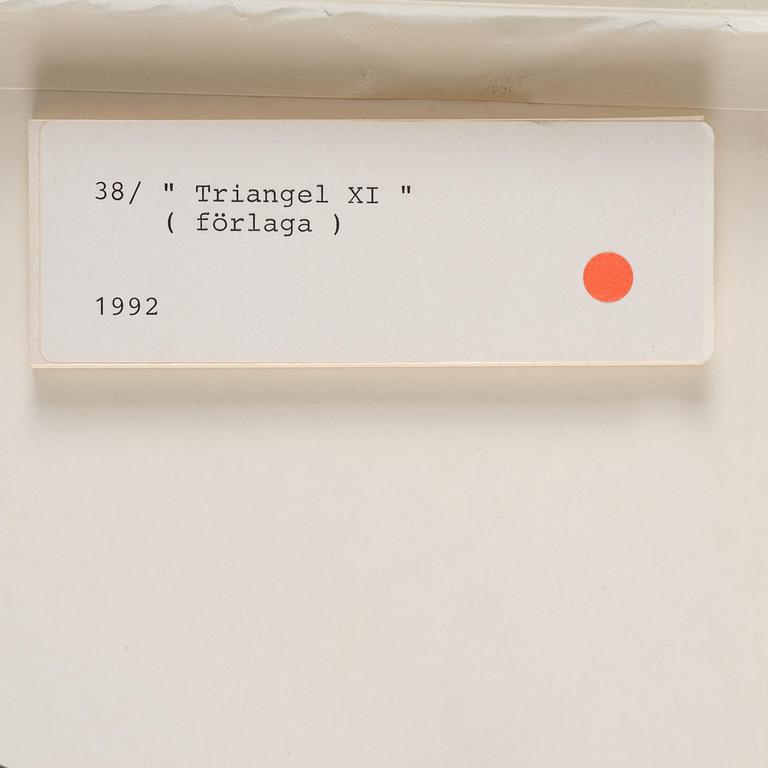 38/ " Triangel XI "
( förlaga )
1992